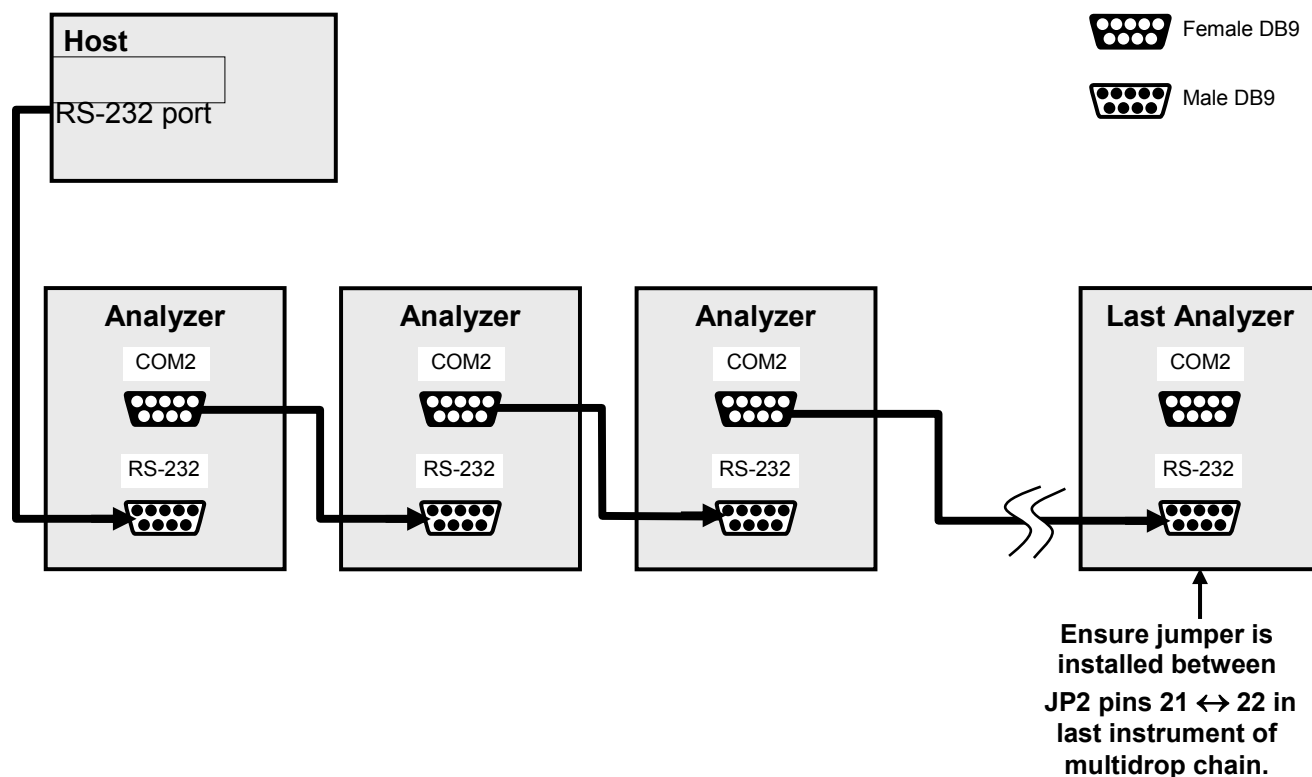 Host
RS-232 port
Female DB9
Male DB9
Analyzer
COM2
RS-232
Analyzer
COM2
RS-232
Analyzer
COM2
RS-232
Last Analyzer
COM2
RS-232
Ensure jumper is
installed between
JP2 pins 21 ↔ 22 in
last instrument of
multidrop chain.